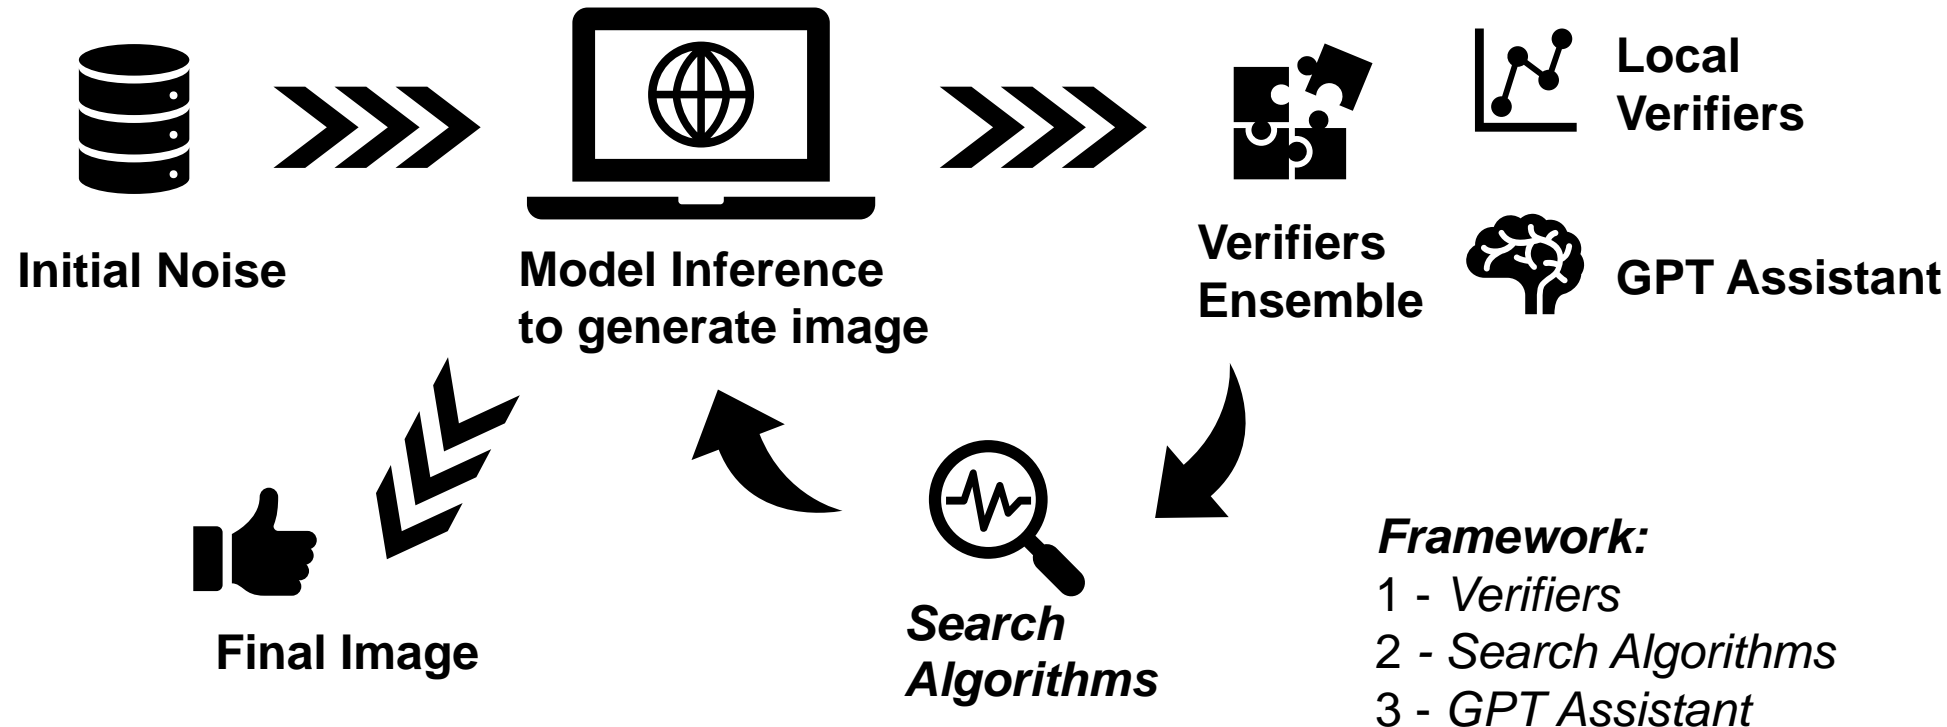 Initial Noise
Model Inference
to generate image
Verifiers
Ensemble
Local
Verifiers
GPT Assistant
Final Image
Search
Algorithms
Framework:
1 - Verifiers
2 - Search Algorithms
3 - GPT Assistant